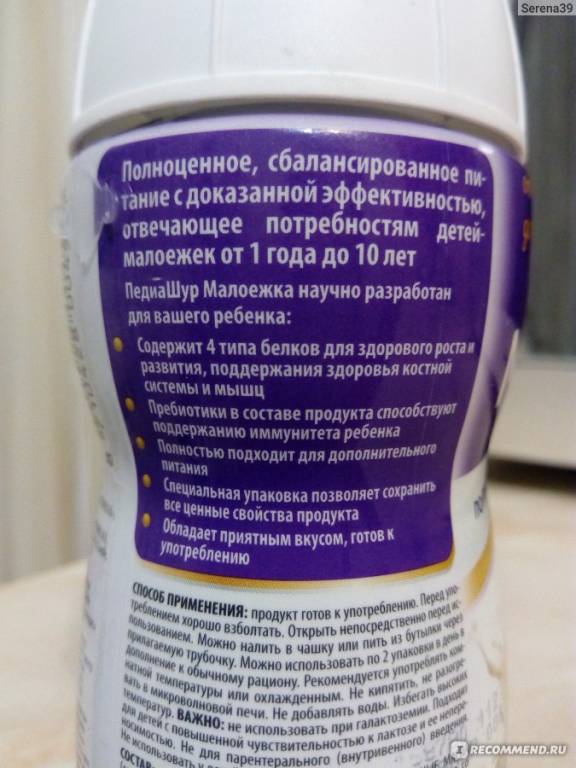 Serena39
Полноценное, сбалансированное пи-
тание с доказанной эффективностью,
отвечающее потребностям детей-
малоежек от 1 года до 10 лет
ПедиаШур Малоежка научно разработан
для вашего ребенка:
Содержит 4 типа белков для здорового роста и
развития, поддержания здоровья костной
системы и мышц
Пребиотики в составе продукта способствуют
поддержанию иммунитета ребенка
Полностью подходит для дополнительного
питания
Специальная упаковка позволяет сохранить
все ценные свойства продукта
Обладает приятным вкусом, готов к
употреблению
СПОСОБ ПРИМЕНЕНИЯ: продукт готов к употреблению. Перед упо-
треблением хорошо взболтать. Открыть непосредственно перед ис-
пользованием. Можно налить в чашку или пить из бутылки через
прилагаемую трубочку. Можно использовать по 2 упаковки в день в
дополнение к обычному рациону. Рекомендуется употреблять ком-
натной температуры или охлажденным. Не кипятить, не разогре-
вать в микроволновой печи. Не добавлять воды. Избегать высоких
температур. ВАЖНО: не использовать при галактоземии. Подходит
для детей с повышенной чувствительностью к лактозе и ее непере-
носимостью. Не для парентерального (внутривенного) введения.
Не использовать
СОСТАВ:
IRECOMMEND.RU